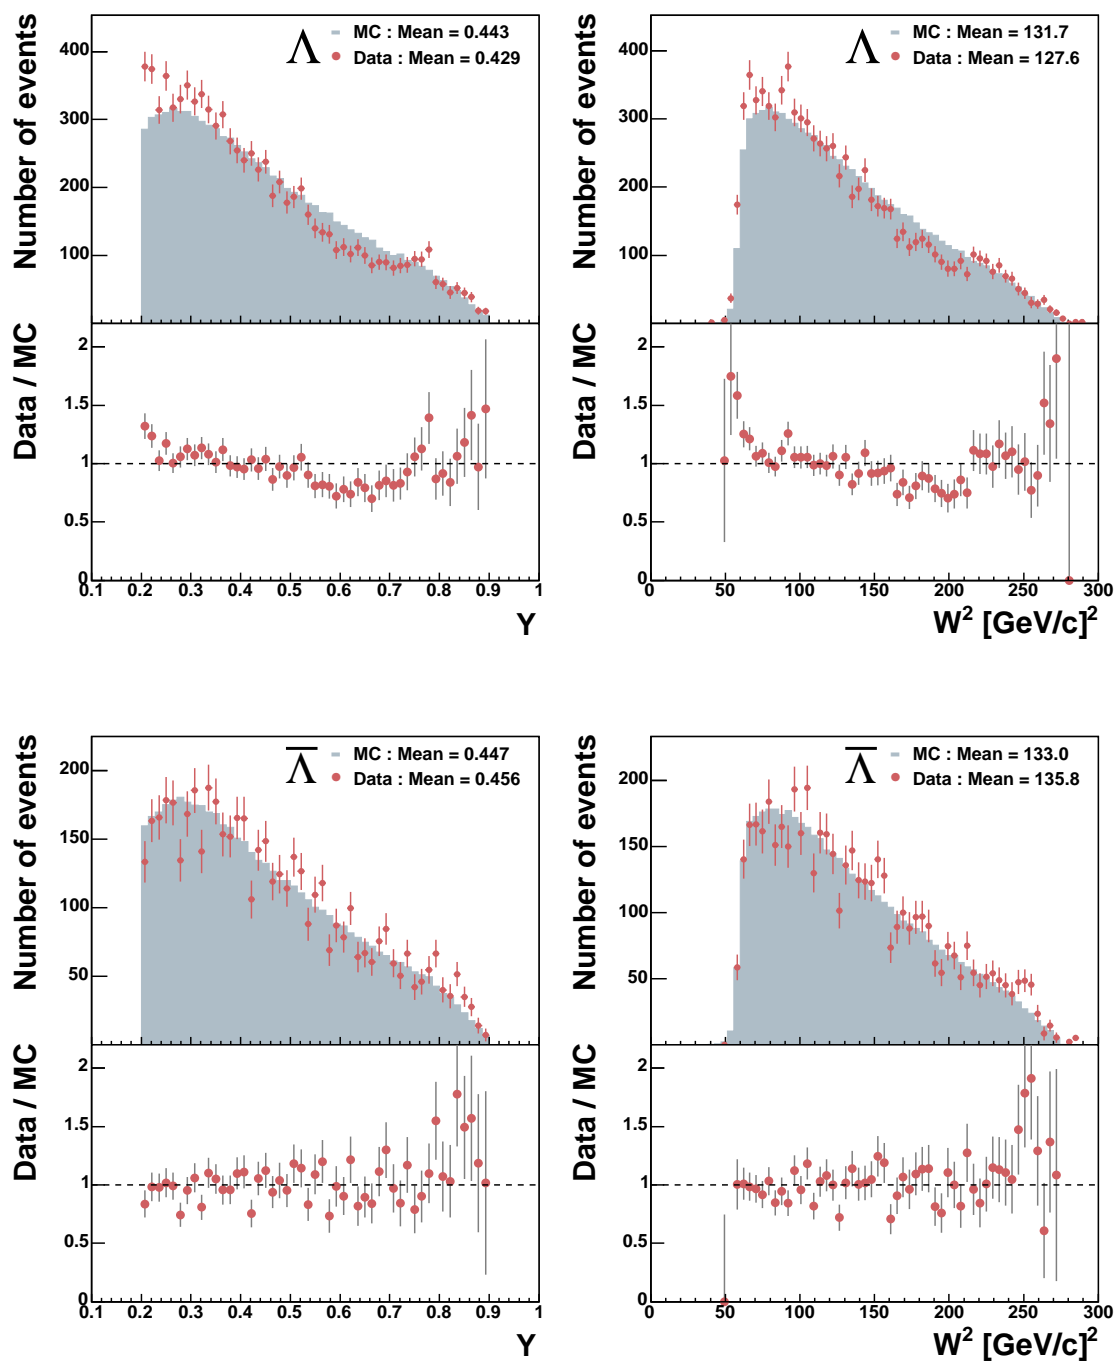 Number of events
400
300
200
100
Λ
MC : Mean = 0.443
Data : Mean = 0.429
Data / MC
2
1.5
1
0.5
0
0.1 0.2 0.3 0.4 0.5 0.6 0.7 0.8 0.9 1
Y
Number of events
400
300
200
100
Λ
MC : Mean = 131.7
Data : Mean = 127.6
Data / MC
2
1.5
1
0.5
0
0 50 100 150 200 250 300
W² [GeV/c]²
Number of events
200
150
100
50
Λ̅
MC : Mean = 0.447
Data : Mean = 0.456
Data / MC
2
1.5
1
0.5
0
0.1 0.2 0.3 0.4 0.5 0.6 0.7 0.8 0.9 1
Y
Number of events
200
150
100
50
Λ̅
MC : Mean = 133.0
Data : Mean = 135.8
Data / MC
2
1.5
1
0.5
0
0 50 100 150 200 250 300
W² [GeV/c]²